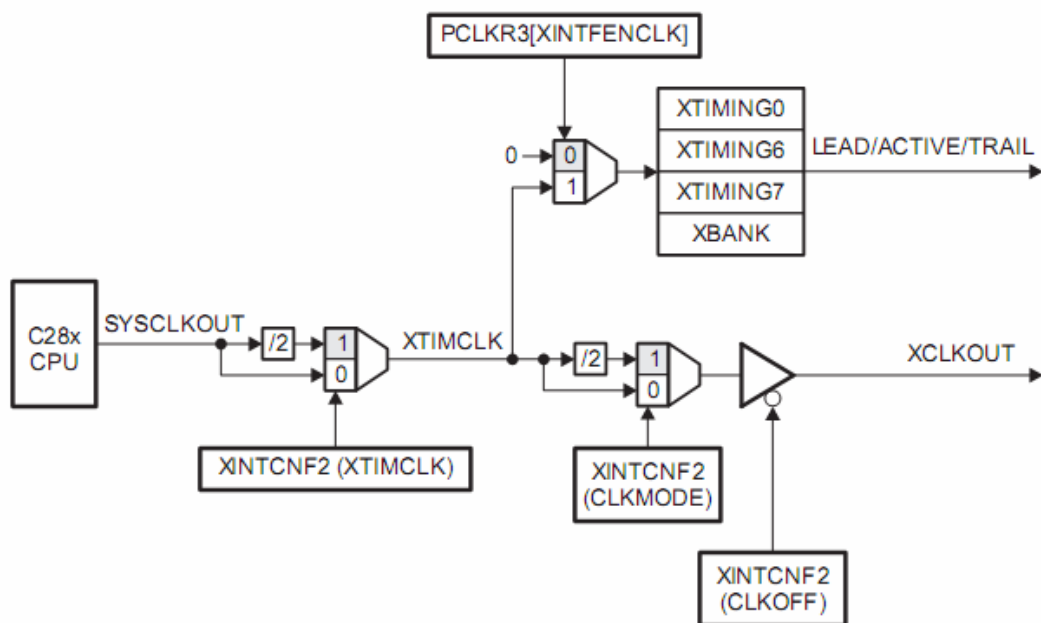 PCLKR3[XINTFENCLK]
XTIMING0
0
0
XTIMING6
LEAD/ACTIVE/TRAIL
1
XTIMING7
XBANK
C28x
CPU
SYSCLKOUT
/2
1
0
XTIMCLK
/2
1
0
XCLKOUT
XINTCNF2 (XTIMCLK)
XINTCNF2
(CLKMODE)
XINTCNF2
(CLKOFF)